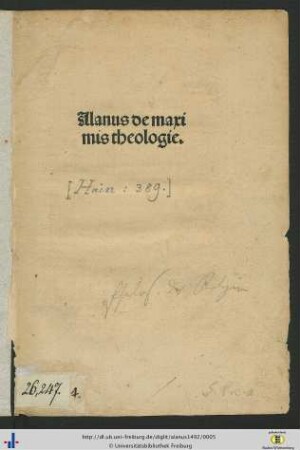 Alanus de maxi
mis theologie.
[Hain: 389.]
26,247. 4.
http://dl.ub.uni-freiburg.de/diglit/alanus1492/0005
© Universitätsbibliothek Freiburg